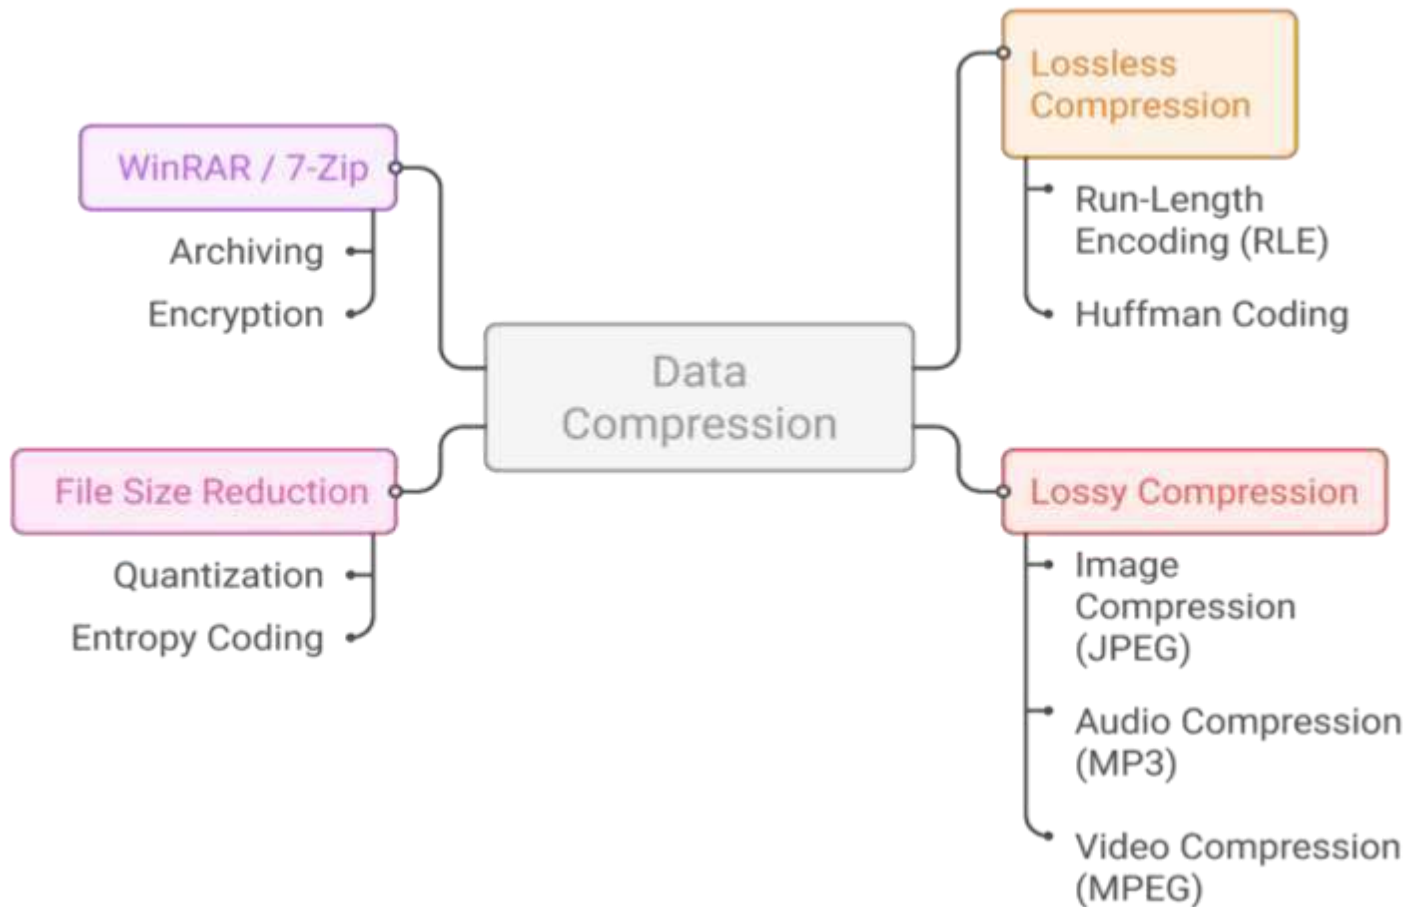 Data
Compression
WinRAR / 7-Zip
Archiving
Encryption
File Size Reduction
Quantization
Entropy Coding
Lossless
Compression
Run-Length
Encoding (RLE)
Huffman Coding
Lossy Compression
Image
Compression
(JPEG)
Audio Compression
(MP3)
Video Compression
(MPEG)